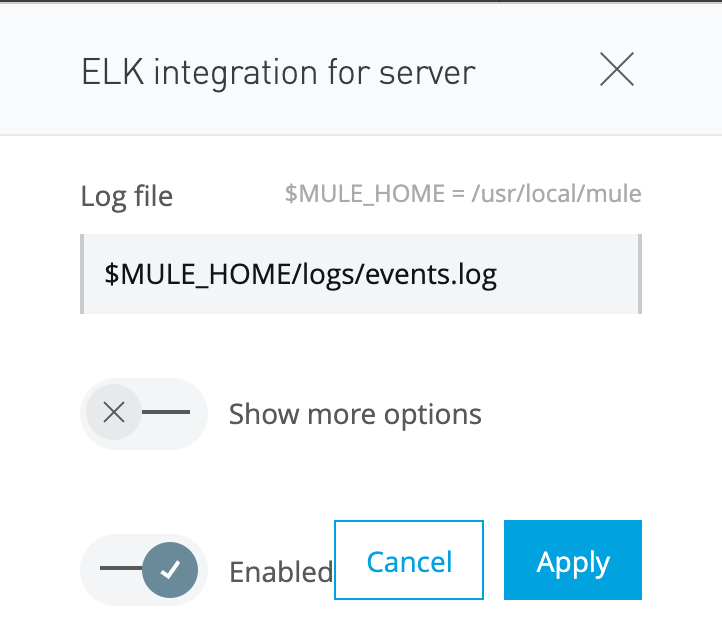 ELK integration for server
Log file $MULE_HOME = /usr/local/mule
$MULE_HOME/logs/events.log
Show more options
Enabled Cancel Apply